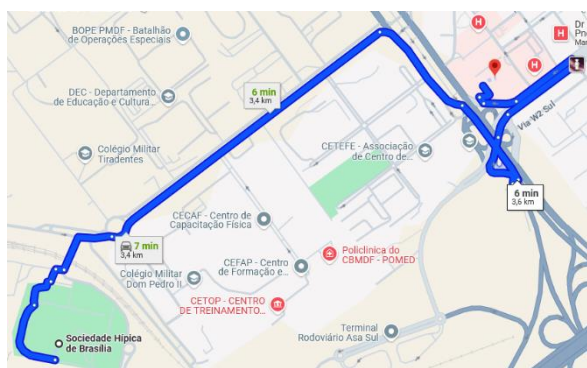 BOPE PMDF - Batalhão
de Operações Especiais
H
Dr
H
DEC - Departamento
de Educação e Cultura ...
6 min
3,4 km
H
Via W2 Sul
Colégio Militar
Tiradentes
CETEFE - Associação
de Centro de...
6 min
3,6 km
CECAF - Centro de
Capacitação Física
7 min
3,4 km
Colégio Militar
Dom Pedro II
CEFAP - Centro
de Formação e...
Policlínica do
CBMDF - POMED
CETOP - CENTRO
DE TREINAMENTO...
Terminal
Rodoviário Asa Sul
Sociedade Hípica
de Brasília